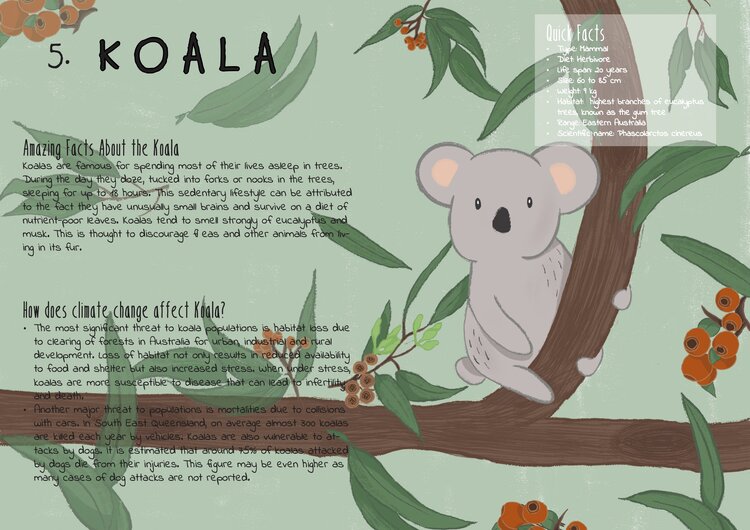 5. KOALA
Quick Facts
• Type: Mammal
• Diet: Herbivore
• Life span: 20 years
• Size: 60 to 85 cm
• Weight: 9 kg
• Habitat: highest branches of eucalyptus
trees, known as the gum tree
• Range: Eastern Australia
• Scientific name: Phascolarctos cinereus
Amazing Facts About the Koala
Koalas are famous for spending most of their lives asleep in trees.
During the day they doze, tucked into forks or nooks in the trees,
sleeping for up to 18 hours. This sedentary lifestyle can be attributed
to the fact they have unusually small brains and survive on a diet of
nutrient-poor leaves. Koalas tend to smell strongly of eucalyptus and
musk. This is thought to discourage fleas and other animals from liv-
ing in its fur.
How does climate change affect Koala?
• The most significant threat to koala populations is habitat loss due
to clearing of forests in Australia for urban, industrial and rural
development. Loss of habitat not only results in reduced availability
to food and shelter but also increased stress. When under stress,
koalas are more susceptible to disease that can lead to infertility
and death.
• Another major threat to populations is mortalities due to collisions
with cars. In South East Queensland, on average almost 300 koalas
are killed each year by vehicles. Koalas are also vulnerable to at-
tacks by dogs. It is estimated that around 75% of koalas attacked
by dogs die from their injuries. This figure may be even higher as
many cases of dog attacks are not reported.